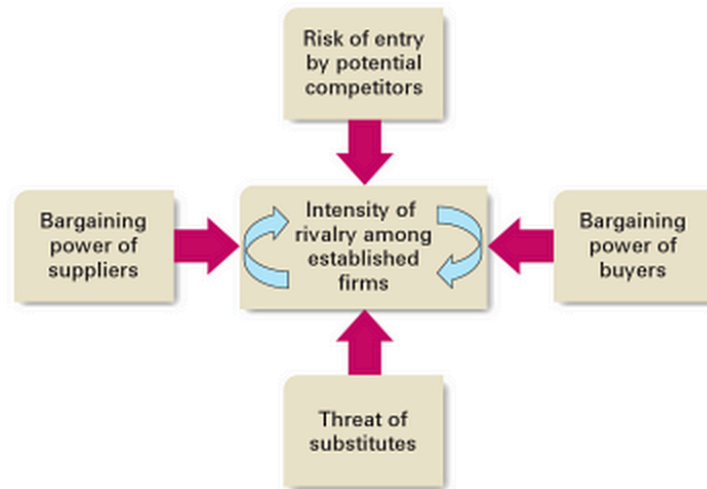 Risk of entry
by potential
competitors
Bargaining
power of
suppliers
Intensity of
rivalry among
established
firms
Bargaining
power of
buyers
Threat of
substitutes